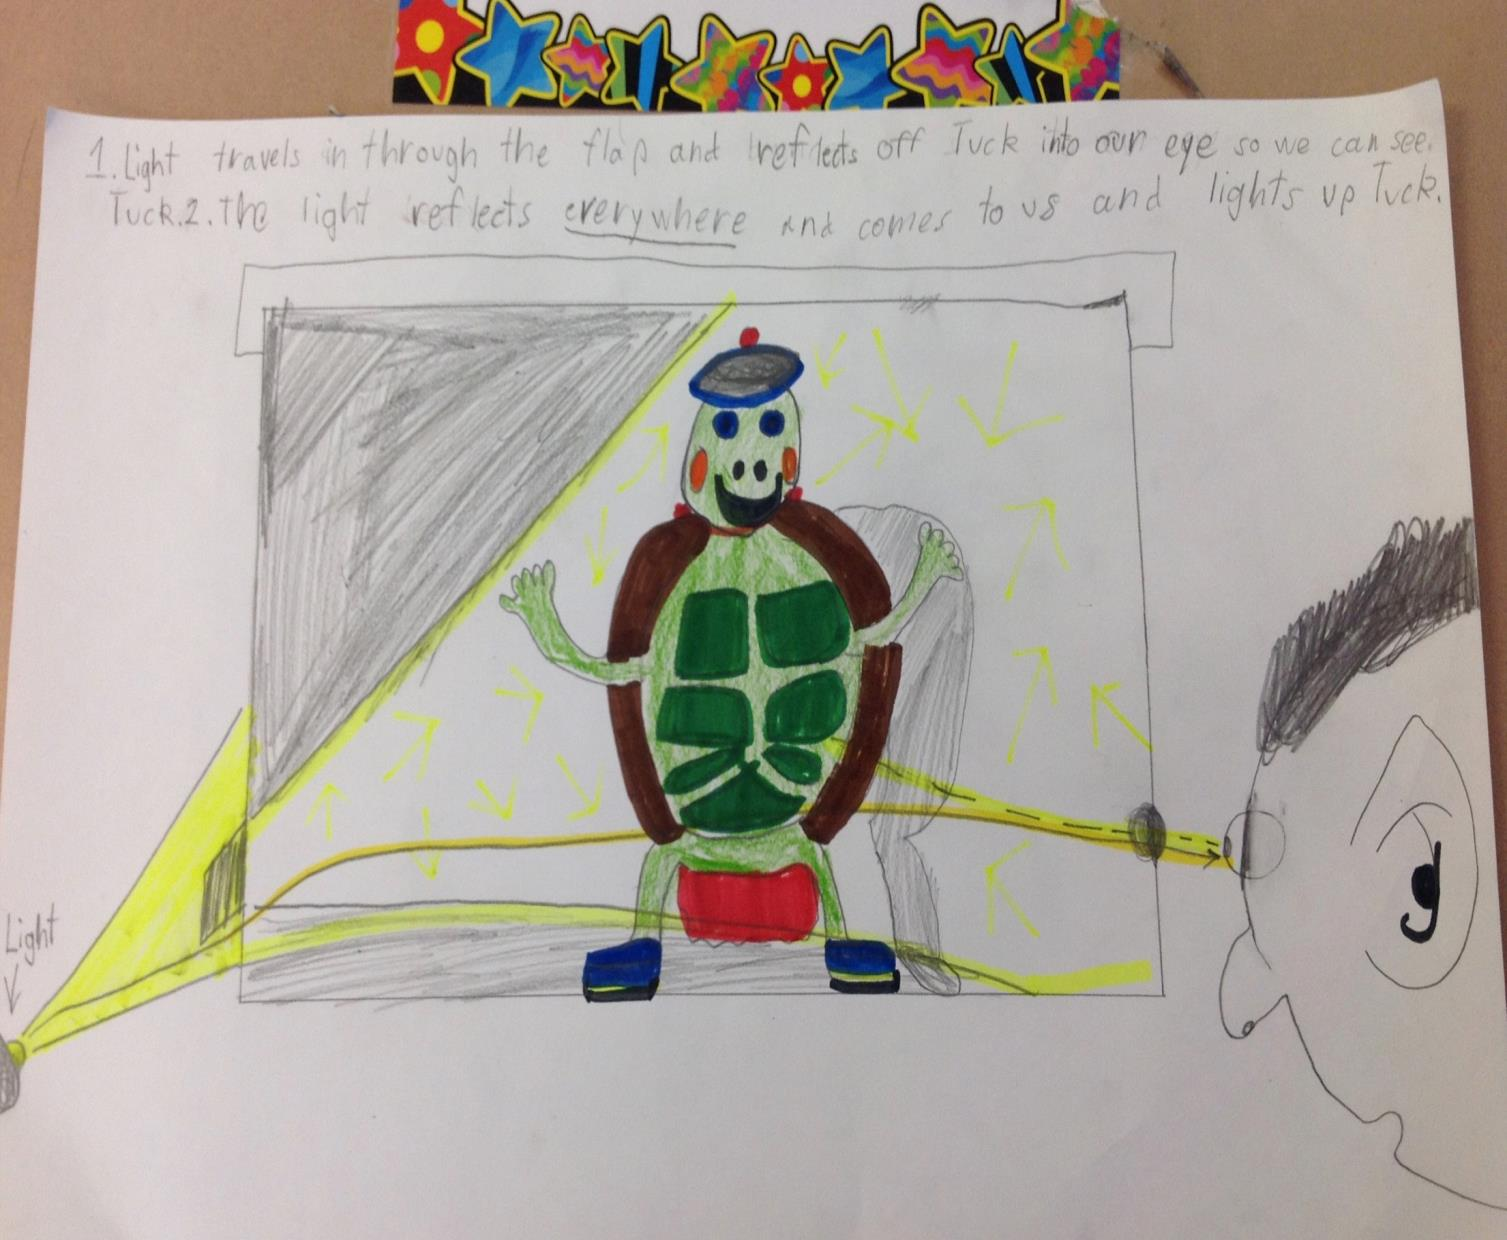 1. Light travels in through the flap and reflects off Tuck into our eye so we can see.
Tuck. 2. The light reflects everywhere and comes to us and lights up Tuck.
Light